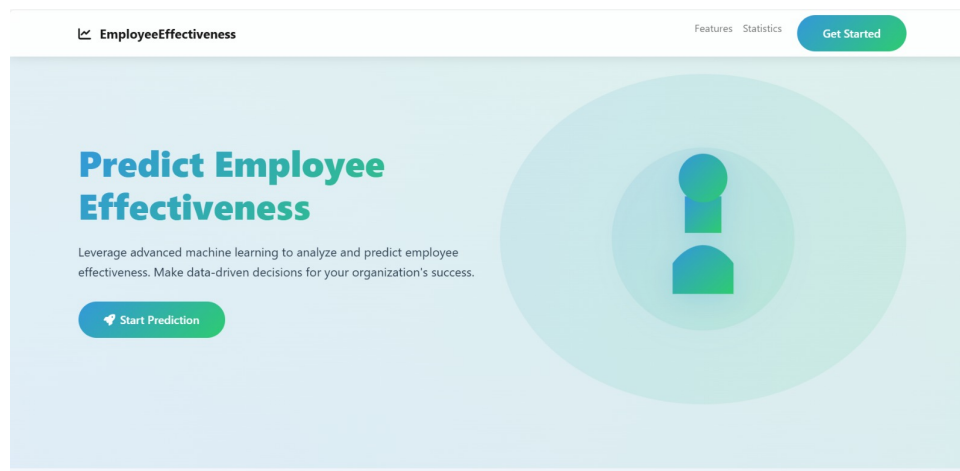 EmployeeEffectiveness
Features
Statistics
Get Started
Predict Employee
Effectiveness
Leverage advanced machine learning to analyze and predict employee
effectiveness. Make data-driven decisions for your organization's success.
Start Prediction